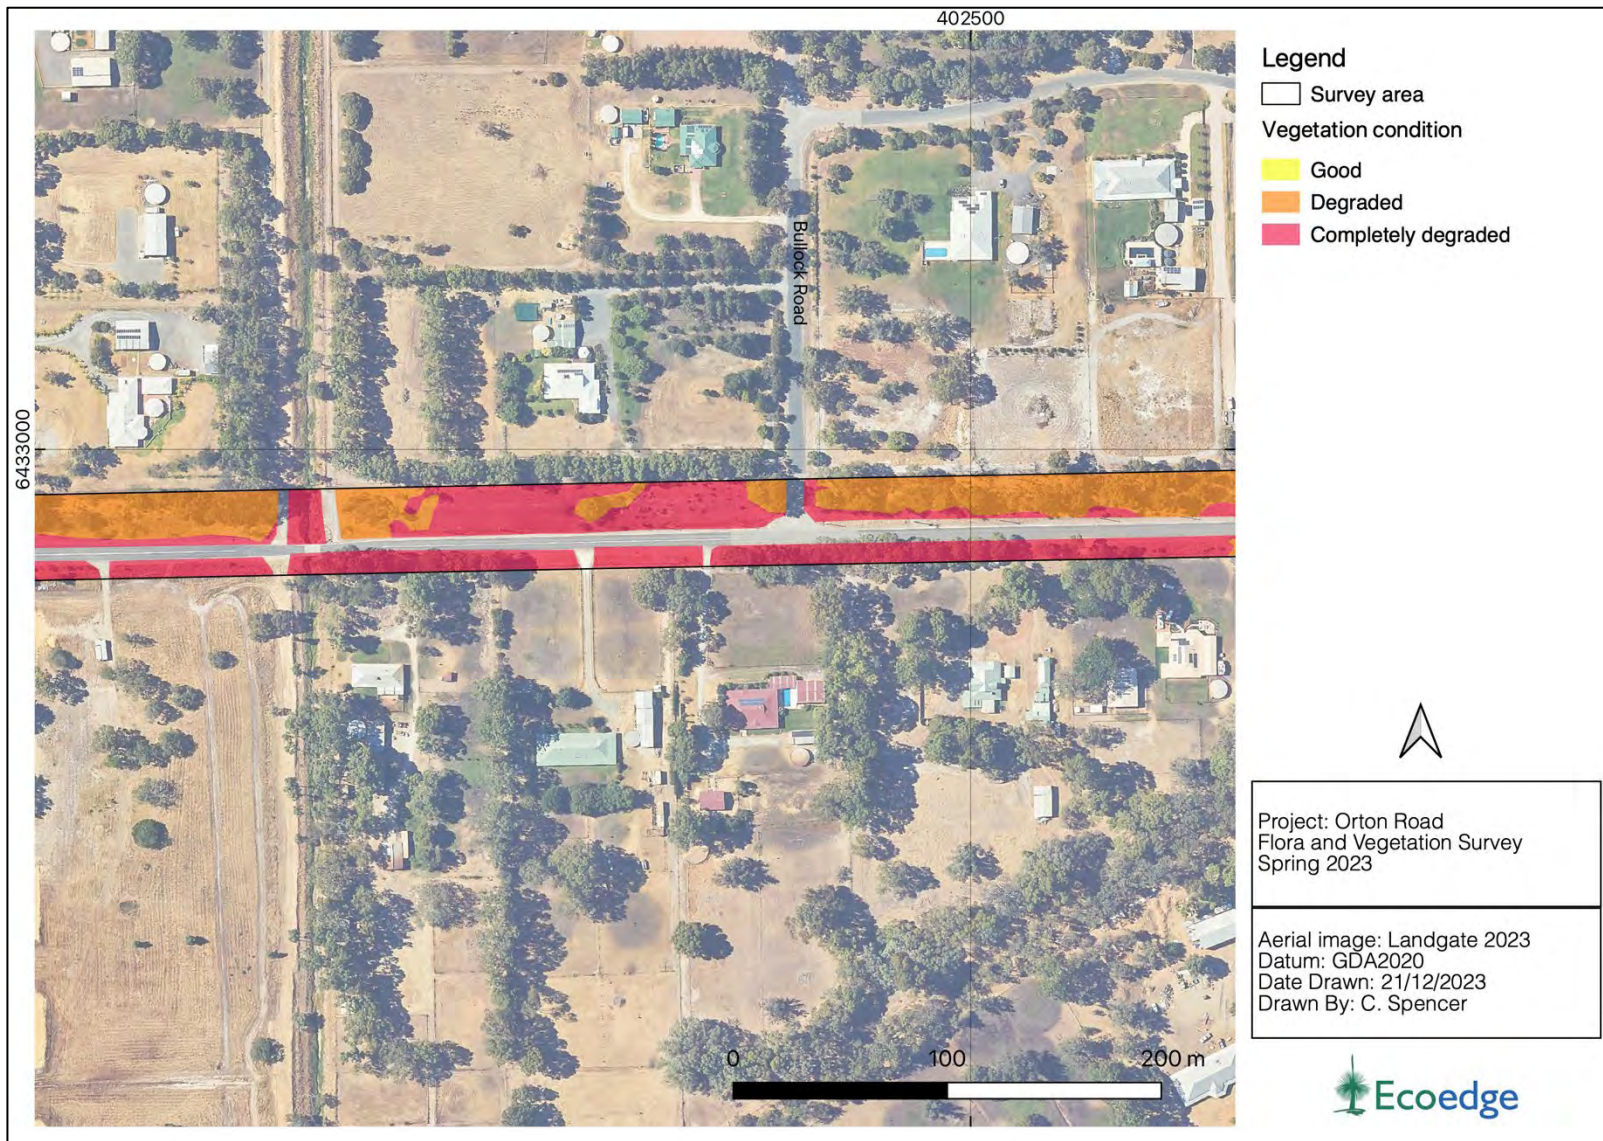 402500
6433000
Bullock Road
Legend
Survey area
Vegetation condition
Good
Degraded
Completely degraded
Project: Orton Road
Flora and Vegetation Survey
Spring 2023
Aerial image: Landgate 2023
Datum: GDA2020
Date Drawn: 21/12/2023
Drawn By: C. Spencer
0 100 200 m
Ecoedge